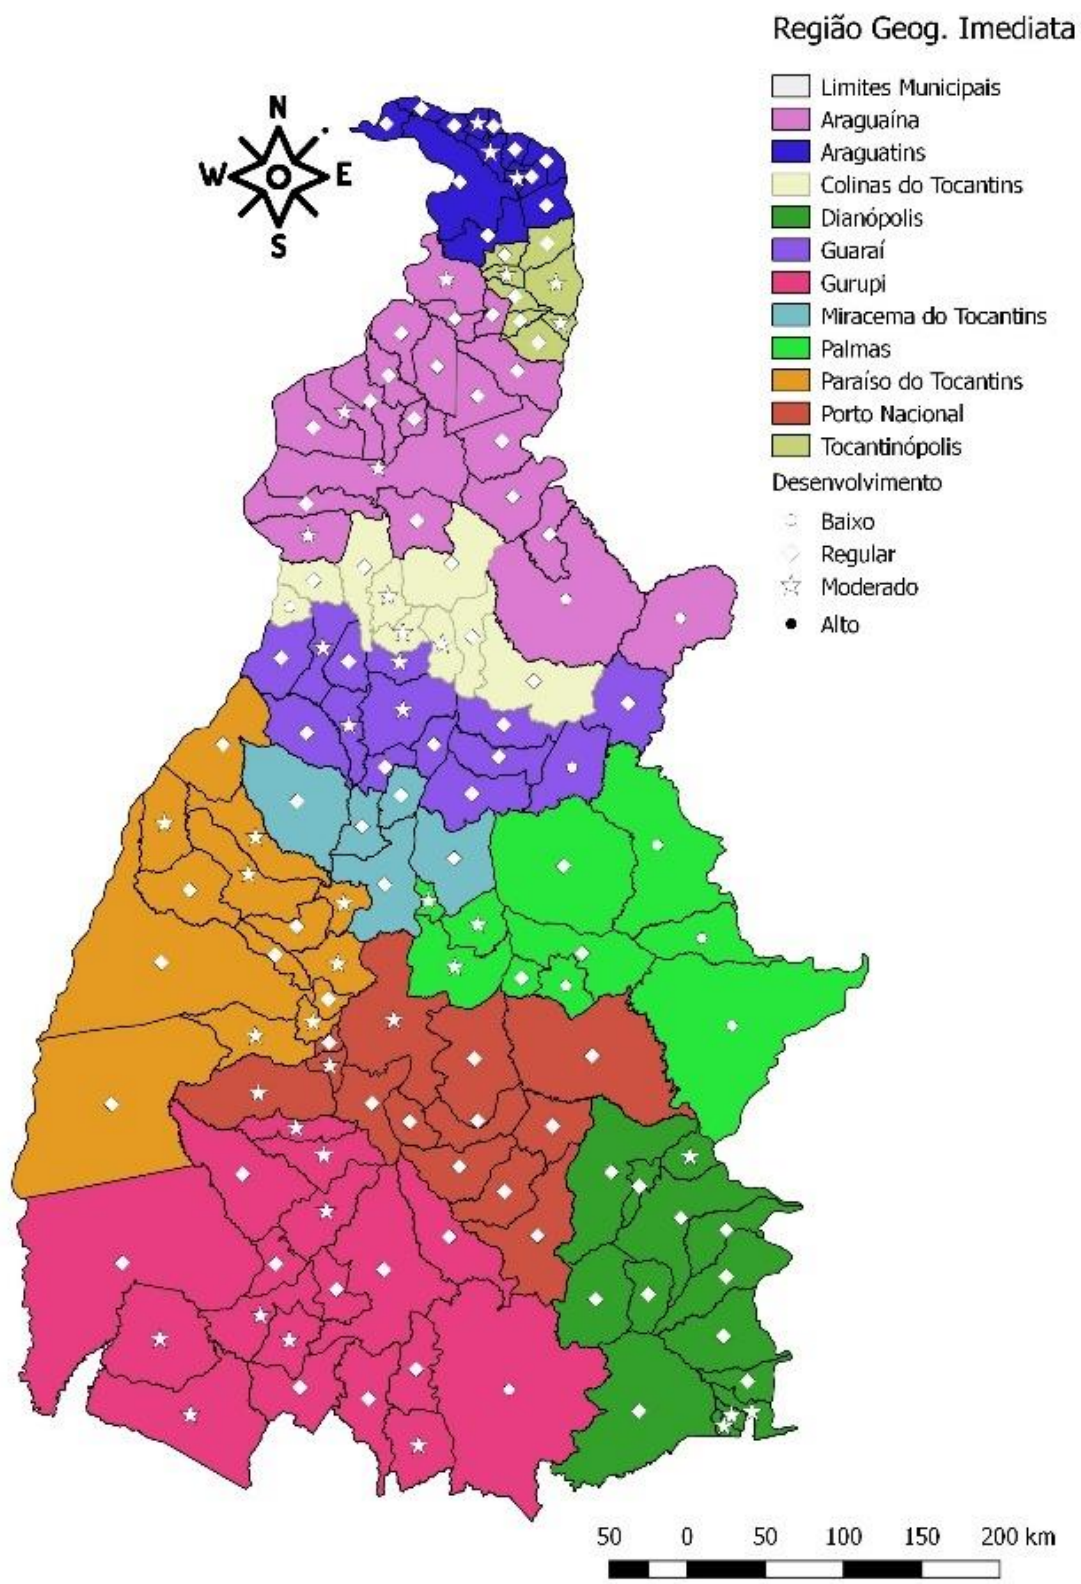 Região Geog. Imediata
Limites Municipais
Araguaína
Araguatins
Colinas do Tocantins
Dianópolis
Guaraí
Gurupi
Miracema do Tocantins
Palmas
Paraíso do Tocantins
Porto Nacional
Tocantinópolis
Desenvolvimento
Baixo
Regular
Moderado
Alto
N
W E
S
50 0 50 100 150 200 km